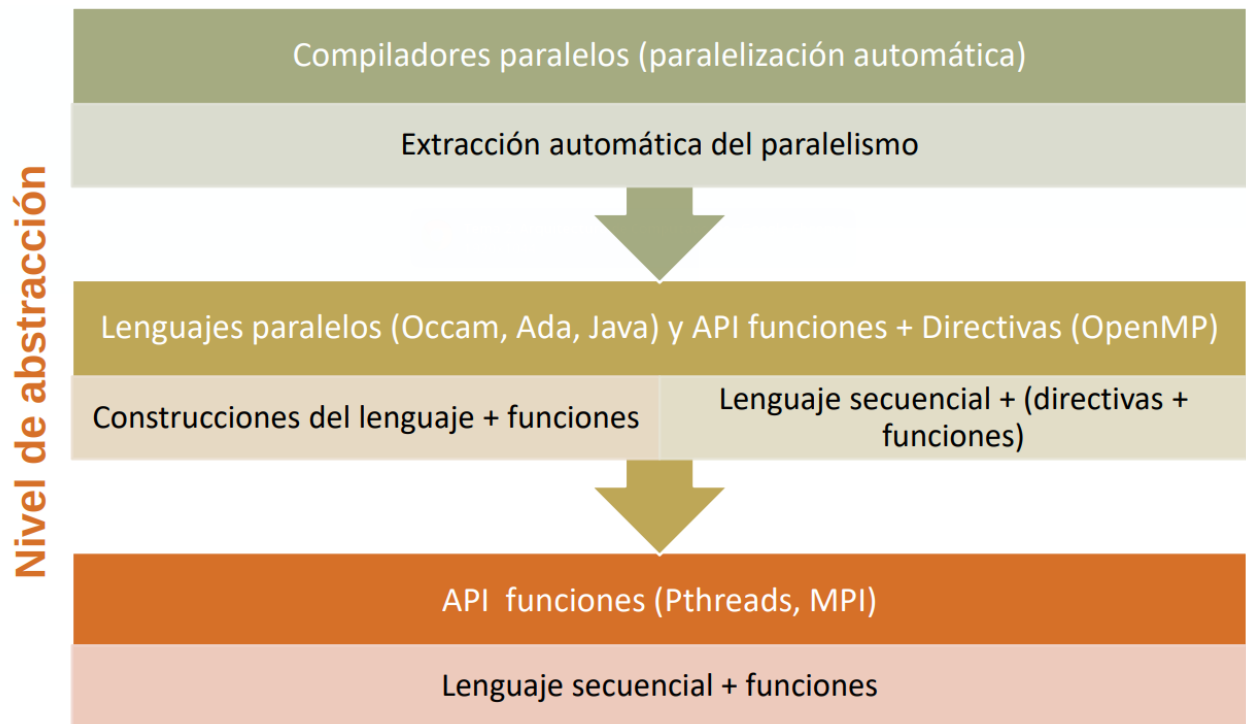 Nivel de abstracción
Compiladores paralelos (paralelización automática)
Extracción automática del paralelismo
Lenguajes paralelos (Occam, Ada, Java) y API funciones + Directivas (OpenMP)
Construcciones del lenguaje + funciones
Lenguaje secuencial + (directivas +
funciones)
API funciones (Pthreads, MPI)
Lenguaje secuencial + funciones